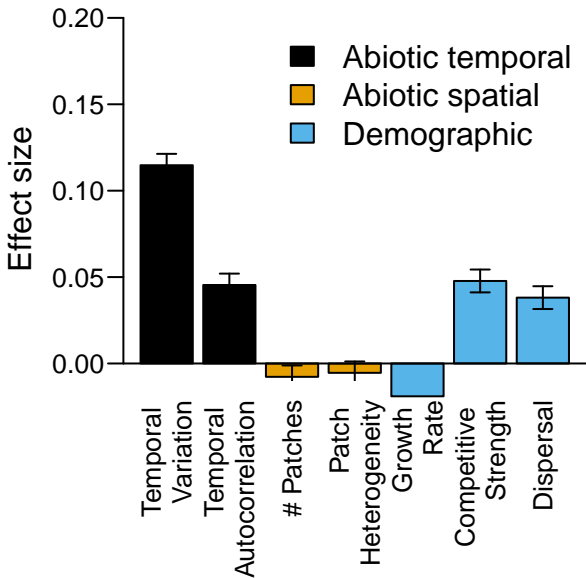 0.20
0.15
0.10
0.05
0.00
Effect size
Abiotic temporal
Abiotic spatial
Demographic
Temporal
Variation
Temporal
Autocorrelation
# Patches
Patch
Heterogeneity
Growth
Rate
Competitive
Strength
Dispersal